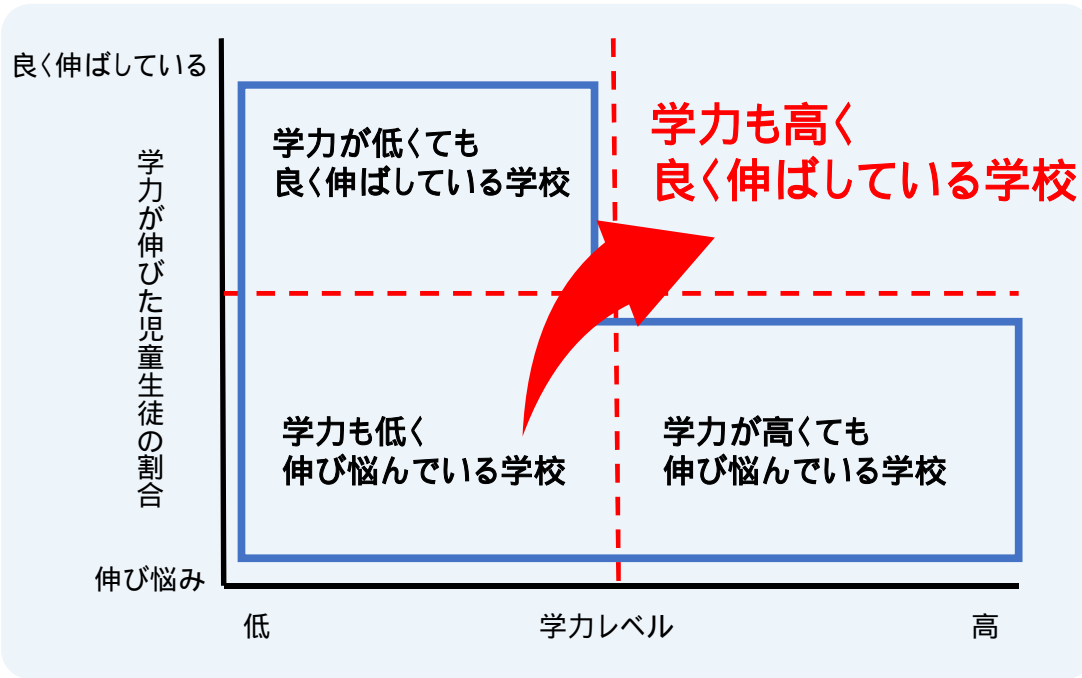 良く伸ばしている
学力が伸びた児童生徒の割合
伸び悩み
学力が低くても
良く伸ばしている学校
学力も高く
良く伸ばしている学校
学力も低く
伸び悩んでいる学校
学力が高くても
伸び悩んでいる学校
低
学力レベル
高